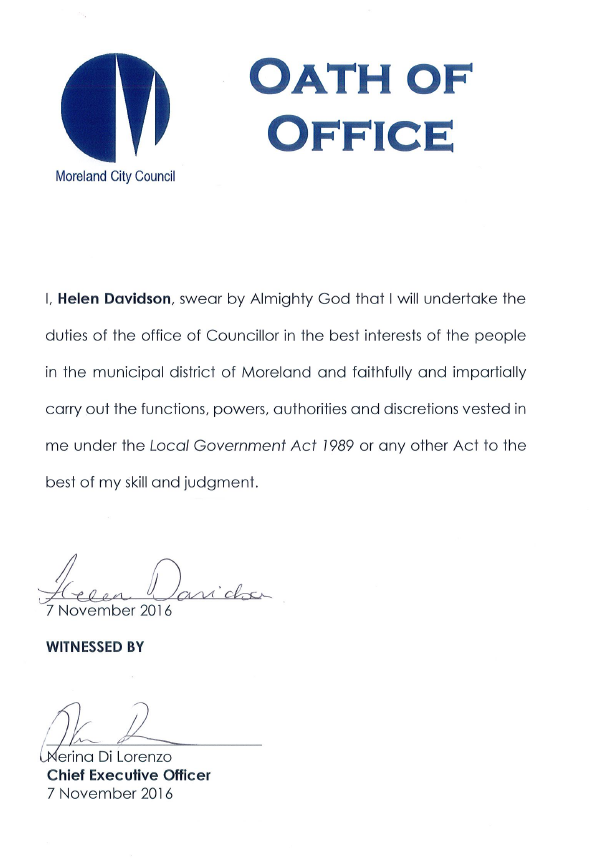 OATH OF
OFFICE
Moreland City Council
I, Helen Davidson, swear by Almighty God that I will undertake the
duties of the office of Councillor in the best interests of the people
in the municipal district of Moreland and faithfully and impartially
carry out the functions, powers, authorities and discretions vested in
me under the Local Government Act 1989 or any other Act to the
best of my skill and judgment.
Helen Davidson
7 November 2016
WITNESSED BY
Nerina Di Lorenzo
Chief Executive Officer
7 November 2016